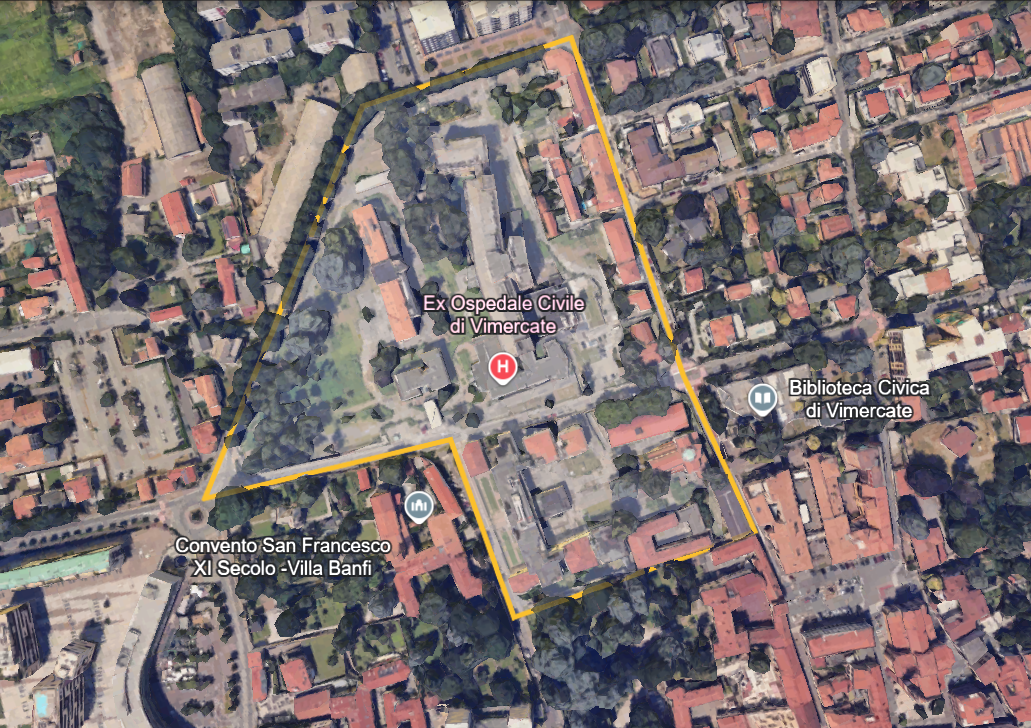 Ex Ospedale Civile
di Vimercate
H
Biblioteca Civica
di Vimercate
Convento San Francesco
XI Secolo -Villa Banfi